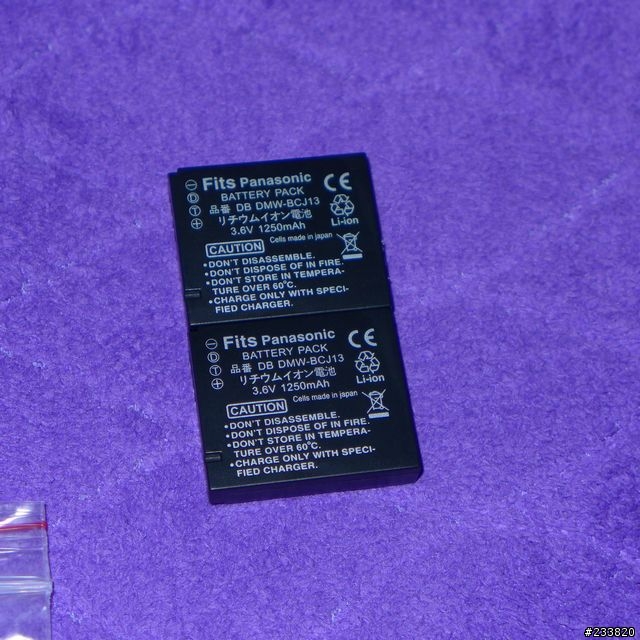 Fits Panasonic
BATTERY PACK
品番 DB DMW-BCJ13
リチウムイオン電池
3.6V 1250mAh
CE
Li-ion
Cells made in japan
CAUTION
•DON'T DISASSEMBLE.
•DON'T DISPOSE OF IN FIRE.
•DON'T STORE IN TEMPERA-
TURE OVER 60°C.
•CHARGE ONLY WITH SPECI-
FIED CHARGER.
Fits Panasonic
BATTERY PACK
品番 DB DMW-BCJ13
リチウムイオン電池
3.6V 1250mAh
CE
Li-ion
Cells made in japan
CAUTION
•DON'T DISASSEMBLE.
•DON'T DISPOSE OF IN FIRE.
•DON'T STORE IN TEMPERA-
TURE OVER 60°C.
•CHARGE ONLY WITH SPECI-
FIED CHARGER.
#233820